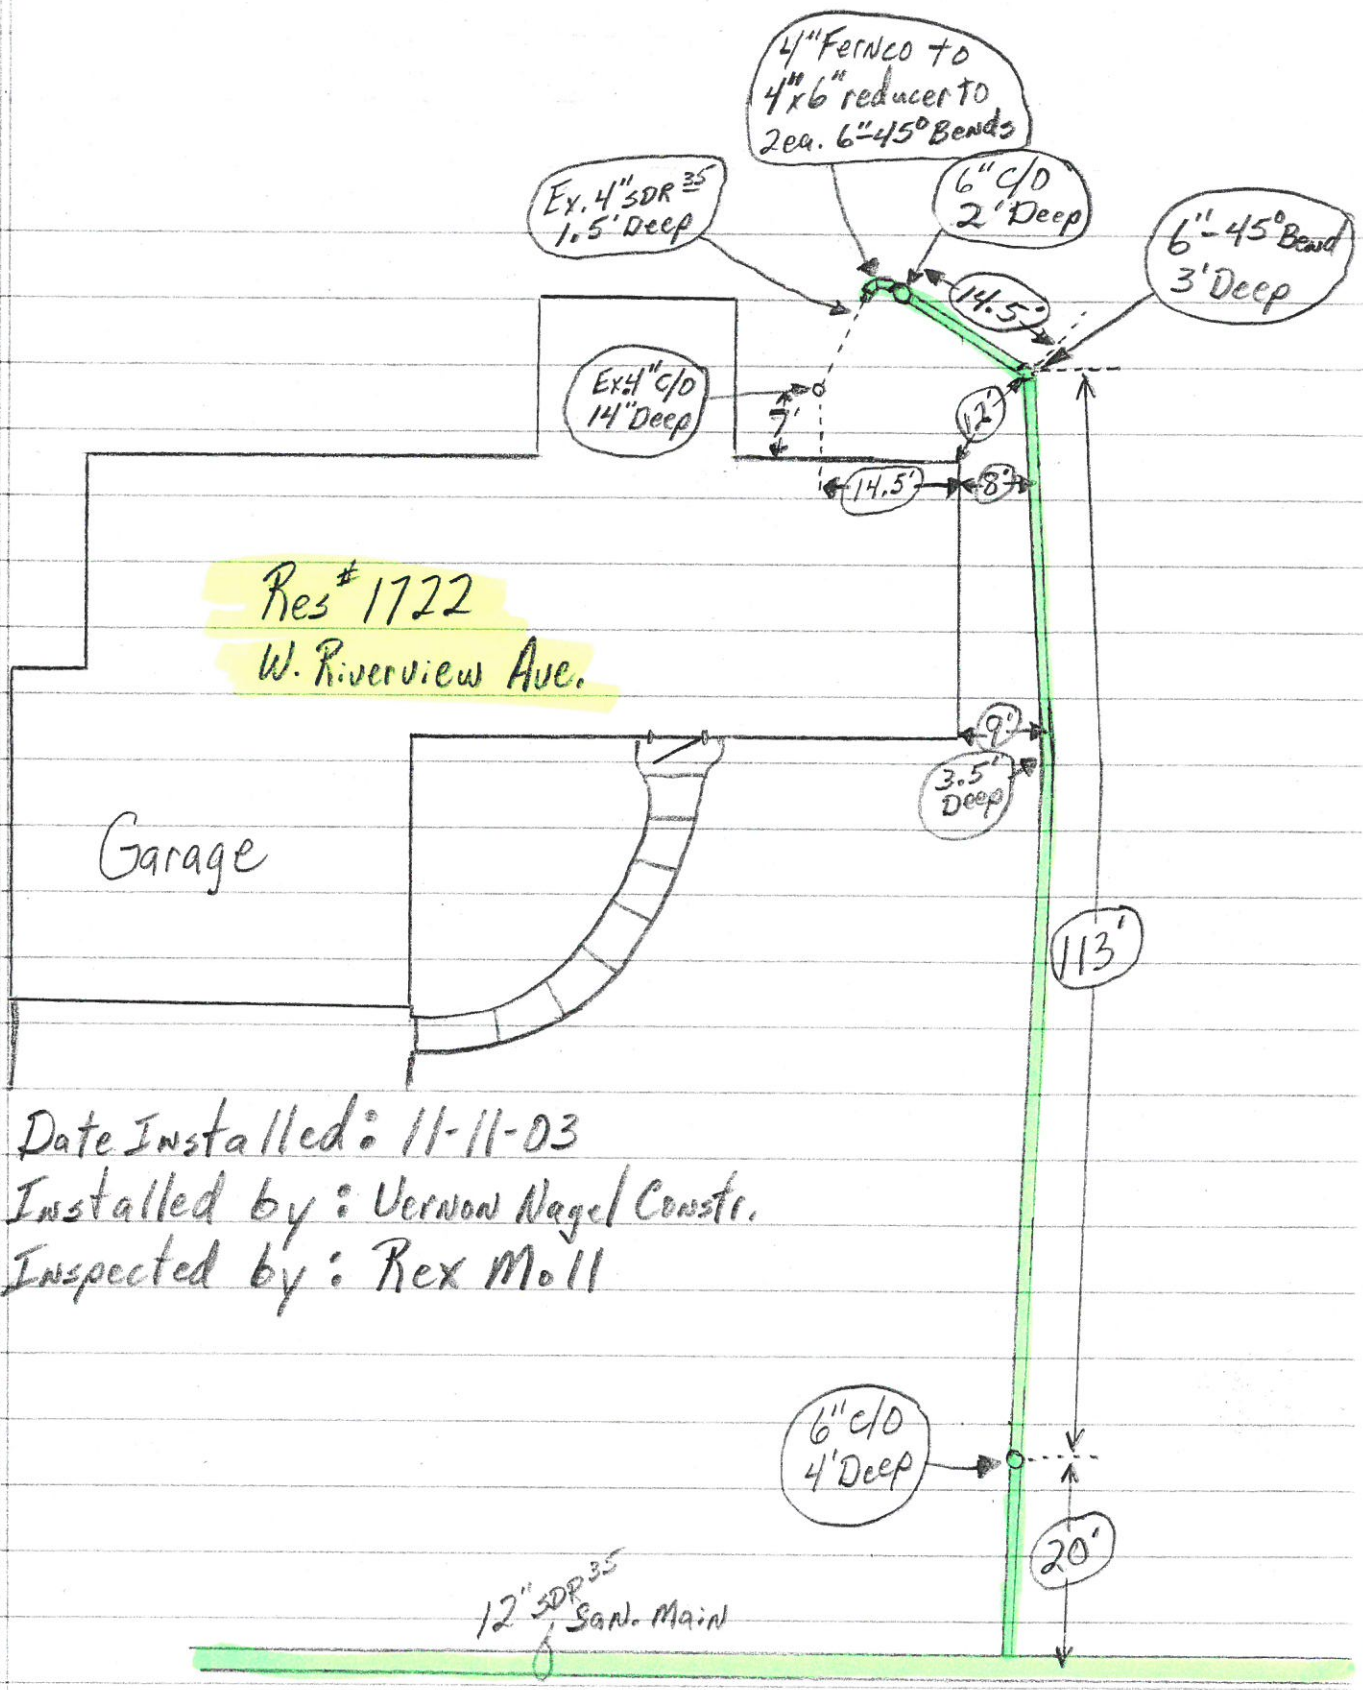 4" Fernco to
4"x6" reducer to
2ea. 6"-45° Bends
6" C/O
2' Deep
Ex. 4" SDR 35
1.5' Deep
6"-45° Bend
3' Deep
14.5'
Ex. 4" C/O
14" Deep
7'
12'
14.5'
8'
Res # 1722
W. Riverview Ave.
9'
3.5'
Deep
Garage
113'
Date Installed: 11-11-03
Installed by: Vernon Nagel Constr.
Inspected by: Rex Moll
6" C/O
4' Deep
20'
12" SDR 35
San. Main